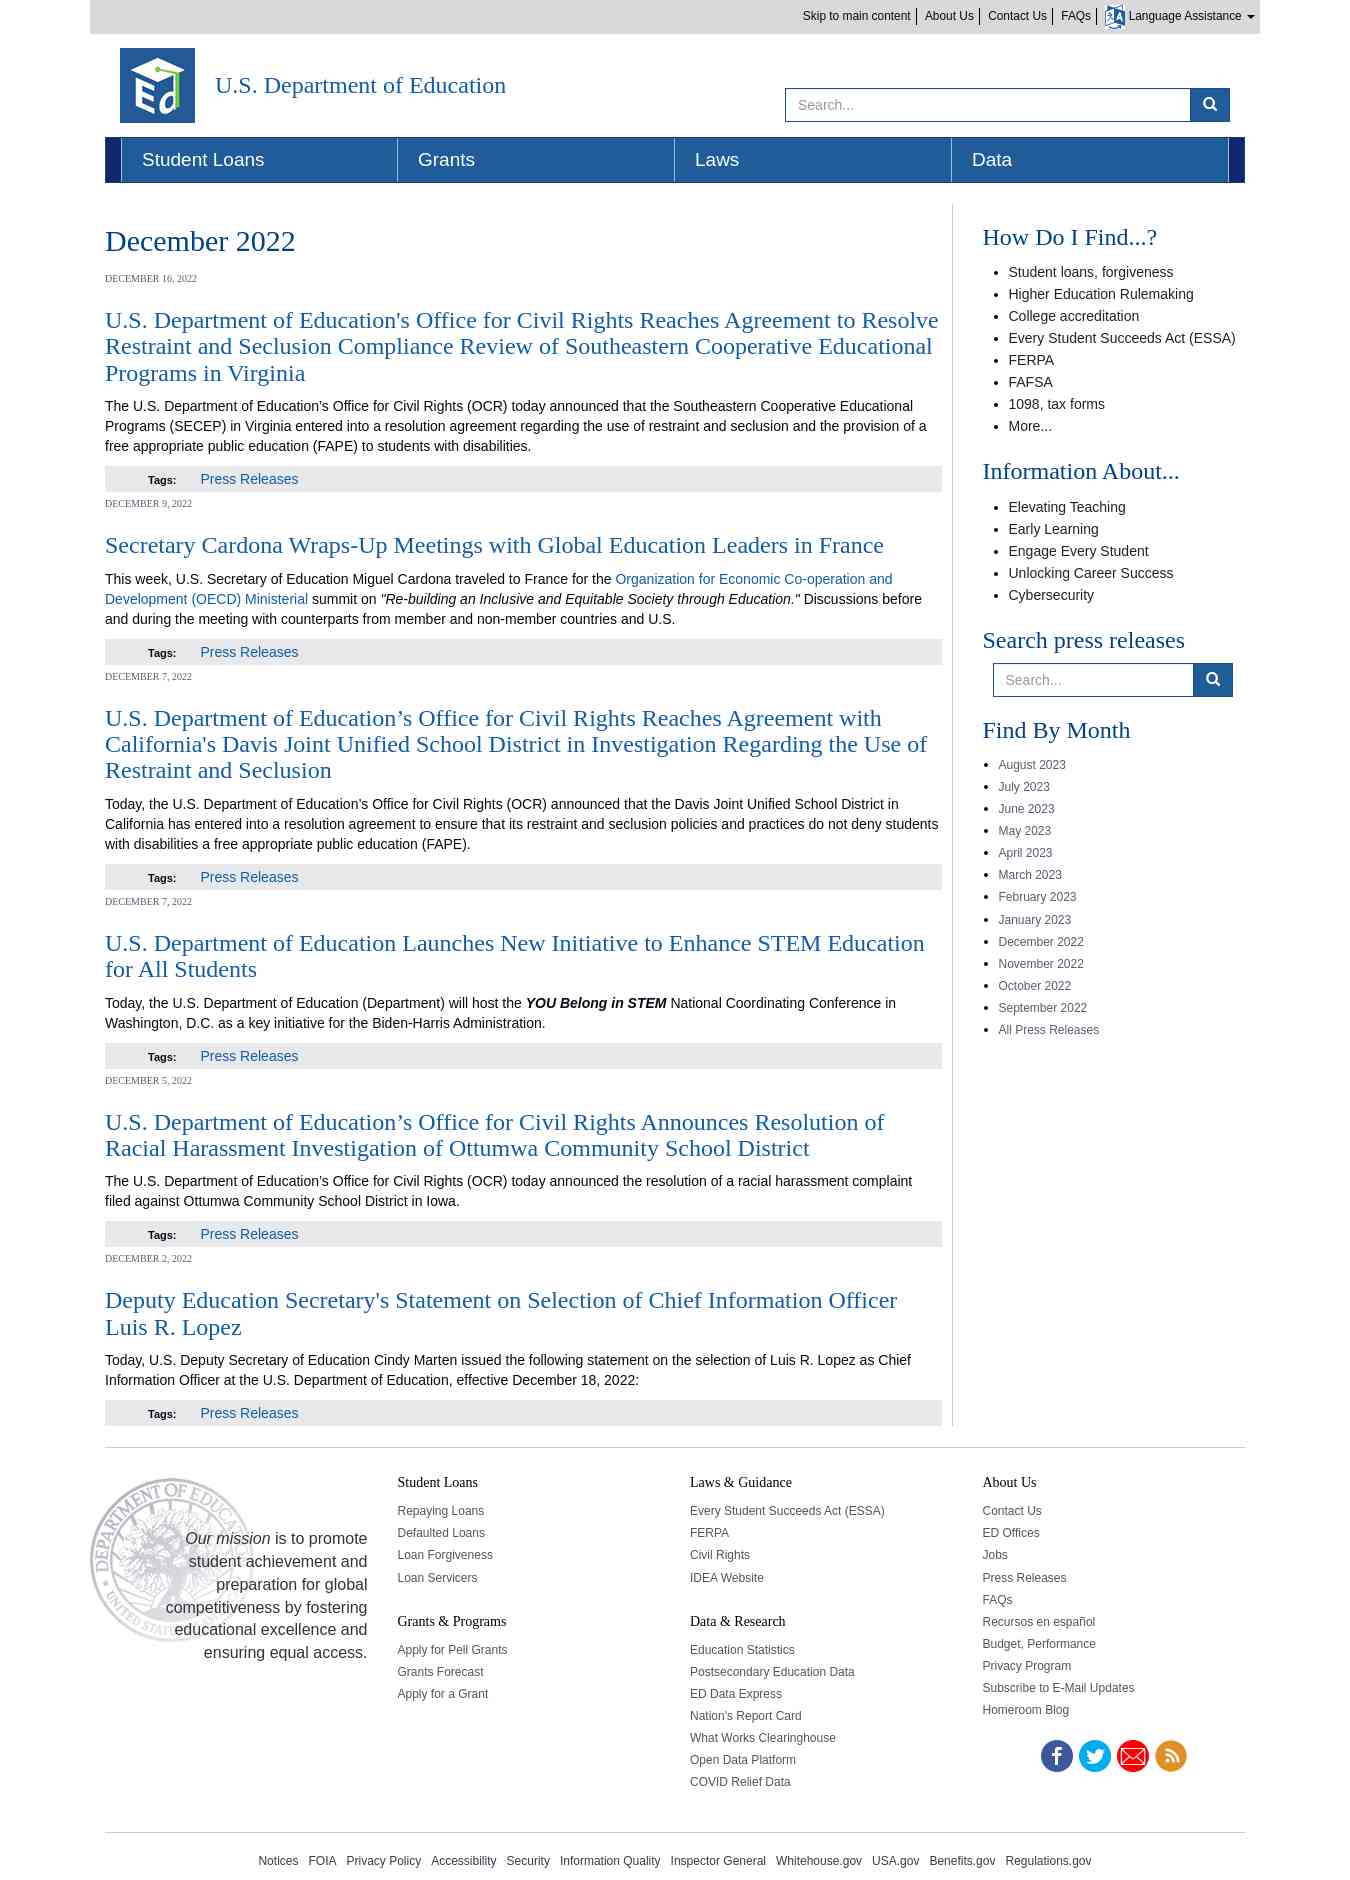 Skip to main content
About Us
Contact Us
FAQs
Language Assistance
Ed
U.S. Department of Education
Search...
Student Loans
Grants
Laws
Data
December 2022
DECEMBER 16, 2022
U.S. Department of Education's Office for Civil Rights Reaches Agreement to Resolve
Restraint and Seclusion Compliance Review of Southeastern Cooperative Educational
Programs in Virginia
The U.S. Department of Education’s Office for Civil Rights (OCR) today announced that the Southeastern Cooperative Educational
Programs (SECEP) in Virginia entered into a resolution agreement regarding the use of restraint and seclusion and the provision of a
free appropriate public education (FAPE) to students with disabilities.
Tags: Press Releases
DECEMBER 9, 2022
Secretary Cardona Wraps-Up Meetings with Global Education Leaders in France
This week, U.S. Secretary of Education Miguel Cardona traveled to France for the Organization for Economic Co-operation and
Development (OECD) Ministerial summit on "Re-building an Inclusive and Equitable Society through Education." Discussions before
and during the meeting with counterparts from member and non-member countries and U.S.
Tags: Press Releases
DECEMBER 7, 2022
U.S. Department of Education’s Office for Civil Rights Reaches Agreement with
California's Davis Joint Unified School District in Investigation Regarding the Use of
Restraint and Seclusion
Today, the U.S. Department of Education’s Office for Civil Rights (OCR) announced that the Davis Joint Unified School District in
California has entered into a resolution agreement to ensure that its restraint and seclusion policies and practices do not deny students
with disabilities a free appropriate public education (FAPE).
Tags: Press Releases
DECEMBER 7, 2022
U.S. Department of Education Launches New Initiative to Enhance STEM Education
for All Students
Today, the U.S. Department of Education (Department) will host the YOU Belong in STEM National Coordinating Conference in
Washington, D.C. as a key initiative for the Biden-Harris Administration.
Tags: Press Releases
DECEMBER 5, 2022
U.S. Department of Education’s Office for Civil Rights Announces Resolution of
Racial Harassment Investigation of Ottumwa Community School District
The U.S. Department of Education’s Office for Civil Rights (OCR) today announced the resolution of a racial harassment complaint
filed against Ottumwa Community School District in Iowa.
Tags: Press Releases
DECEMBER 2, 2022
Deputy Education Secretary's Statement on Selection of Chief Information Officer
Luis R. Lopez
Today, U.S. Deputy Secretary of Education Cindy Marten issued the following statement on the selection of Luis R. Lopez as Chief
Information Officer at the U.S. Department of Education, effective December 18, 2022:
Tags: Press Releases
How Do I Find...?
Student loans, forgiveness
Higher Education Rulemaking
College accreditation
Every Student Succeeds Act (ESSA)
FERPA
FAFSA
1098, tax forms
More...
Information About...
Elevating Teaching
Early Learning
Engage Every Student
Unlocking Career Success
Cybersecurity
Search press releases
Search...
Find By Month
August 2023
July 2023
June 2023
May 2023
April 2023
March 2023
February 2023
January 2023
December 2022
November 2022
October 2022
September 2022
All Press Releases
Our mission is to promote
student achievement and
preparation for global
competitiveness by fostering
educational excellence and
ensuring equal access.
Student Loans
Repaying Loans
Defaulted Loans
Loan Forgiveness
Loan Servicers
Grants & Programs
Apply for Pell Grants
Grants Forecast
Apply for a Grant
Laws & Guidance
Every Student Succeeds Act (ESSA)
FERPA
Civil Rights
IDEA Website
Data & Research
Education Statistics
Postsecondary Education Data
ED Data Express
Nation's Report Card
What Works Clearinghouse
Open Data Platform
COVID Relief Data
About Us
Contact Us
ED Offices
Jobs
Press Releases
FAQs
Recursos en español
Budget, Performance
Privacy Program
Subscribe to E-Mail Updates
Homeroom Blog
Notices FOIA Privacy Policy Accessibility Security Information Quality Inspector General Whitehouse.gov USA.gov Benefits.gov Regulations.gov